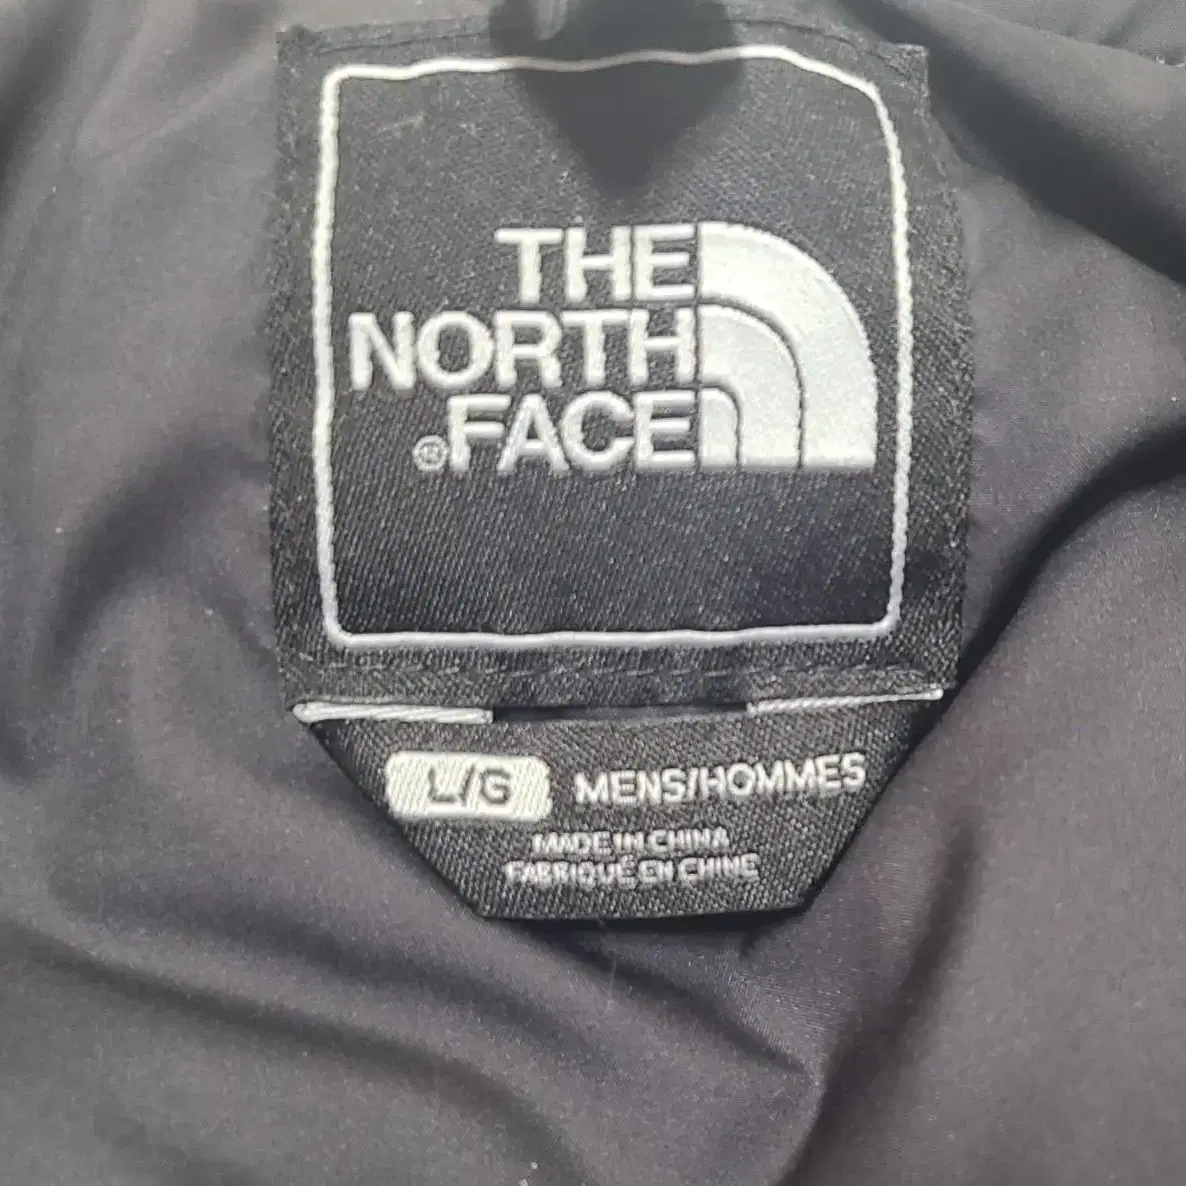 THE
NORTH
®FACE
L/G MENS/HOMMES
MADE IN CHINA
FABRIQUÉ EN CHINE